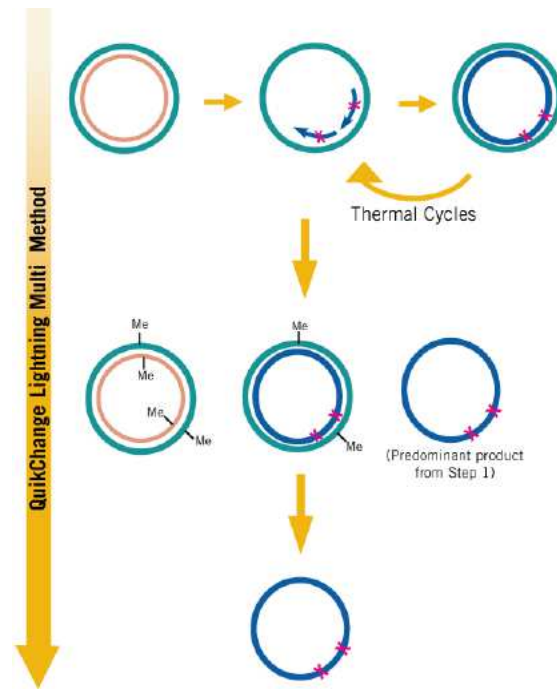 QuikChange Lightning Multi Method
Thermal Cycles
Me
Me
Me
Me
Me
Me
(Predominant product
from Step 1)